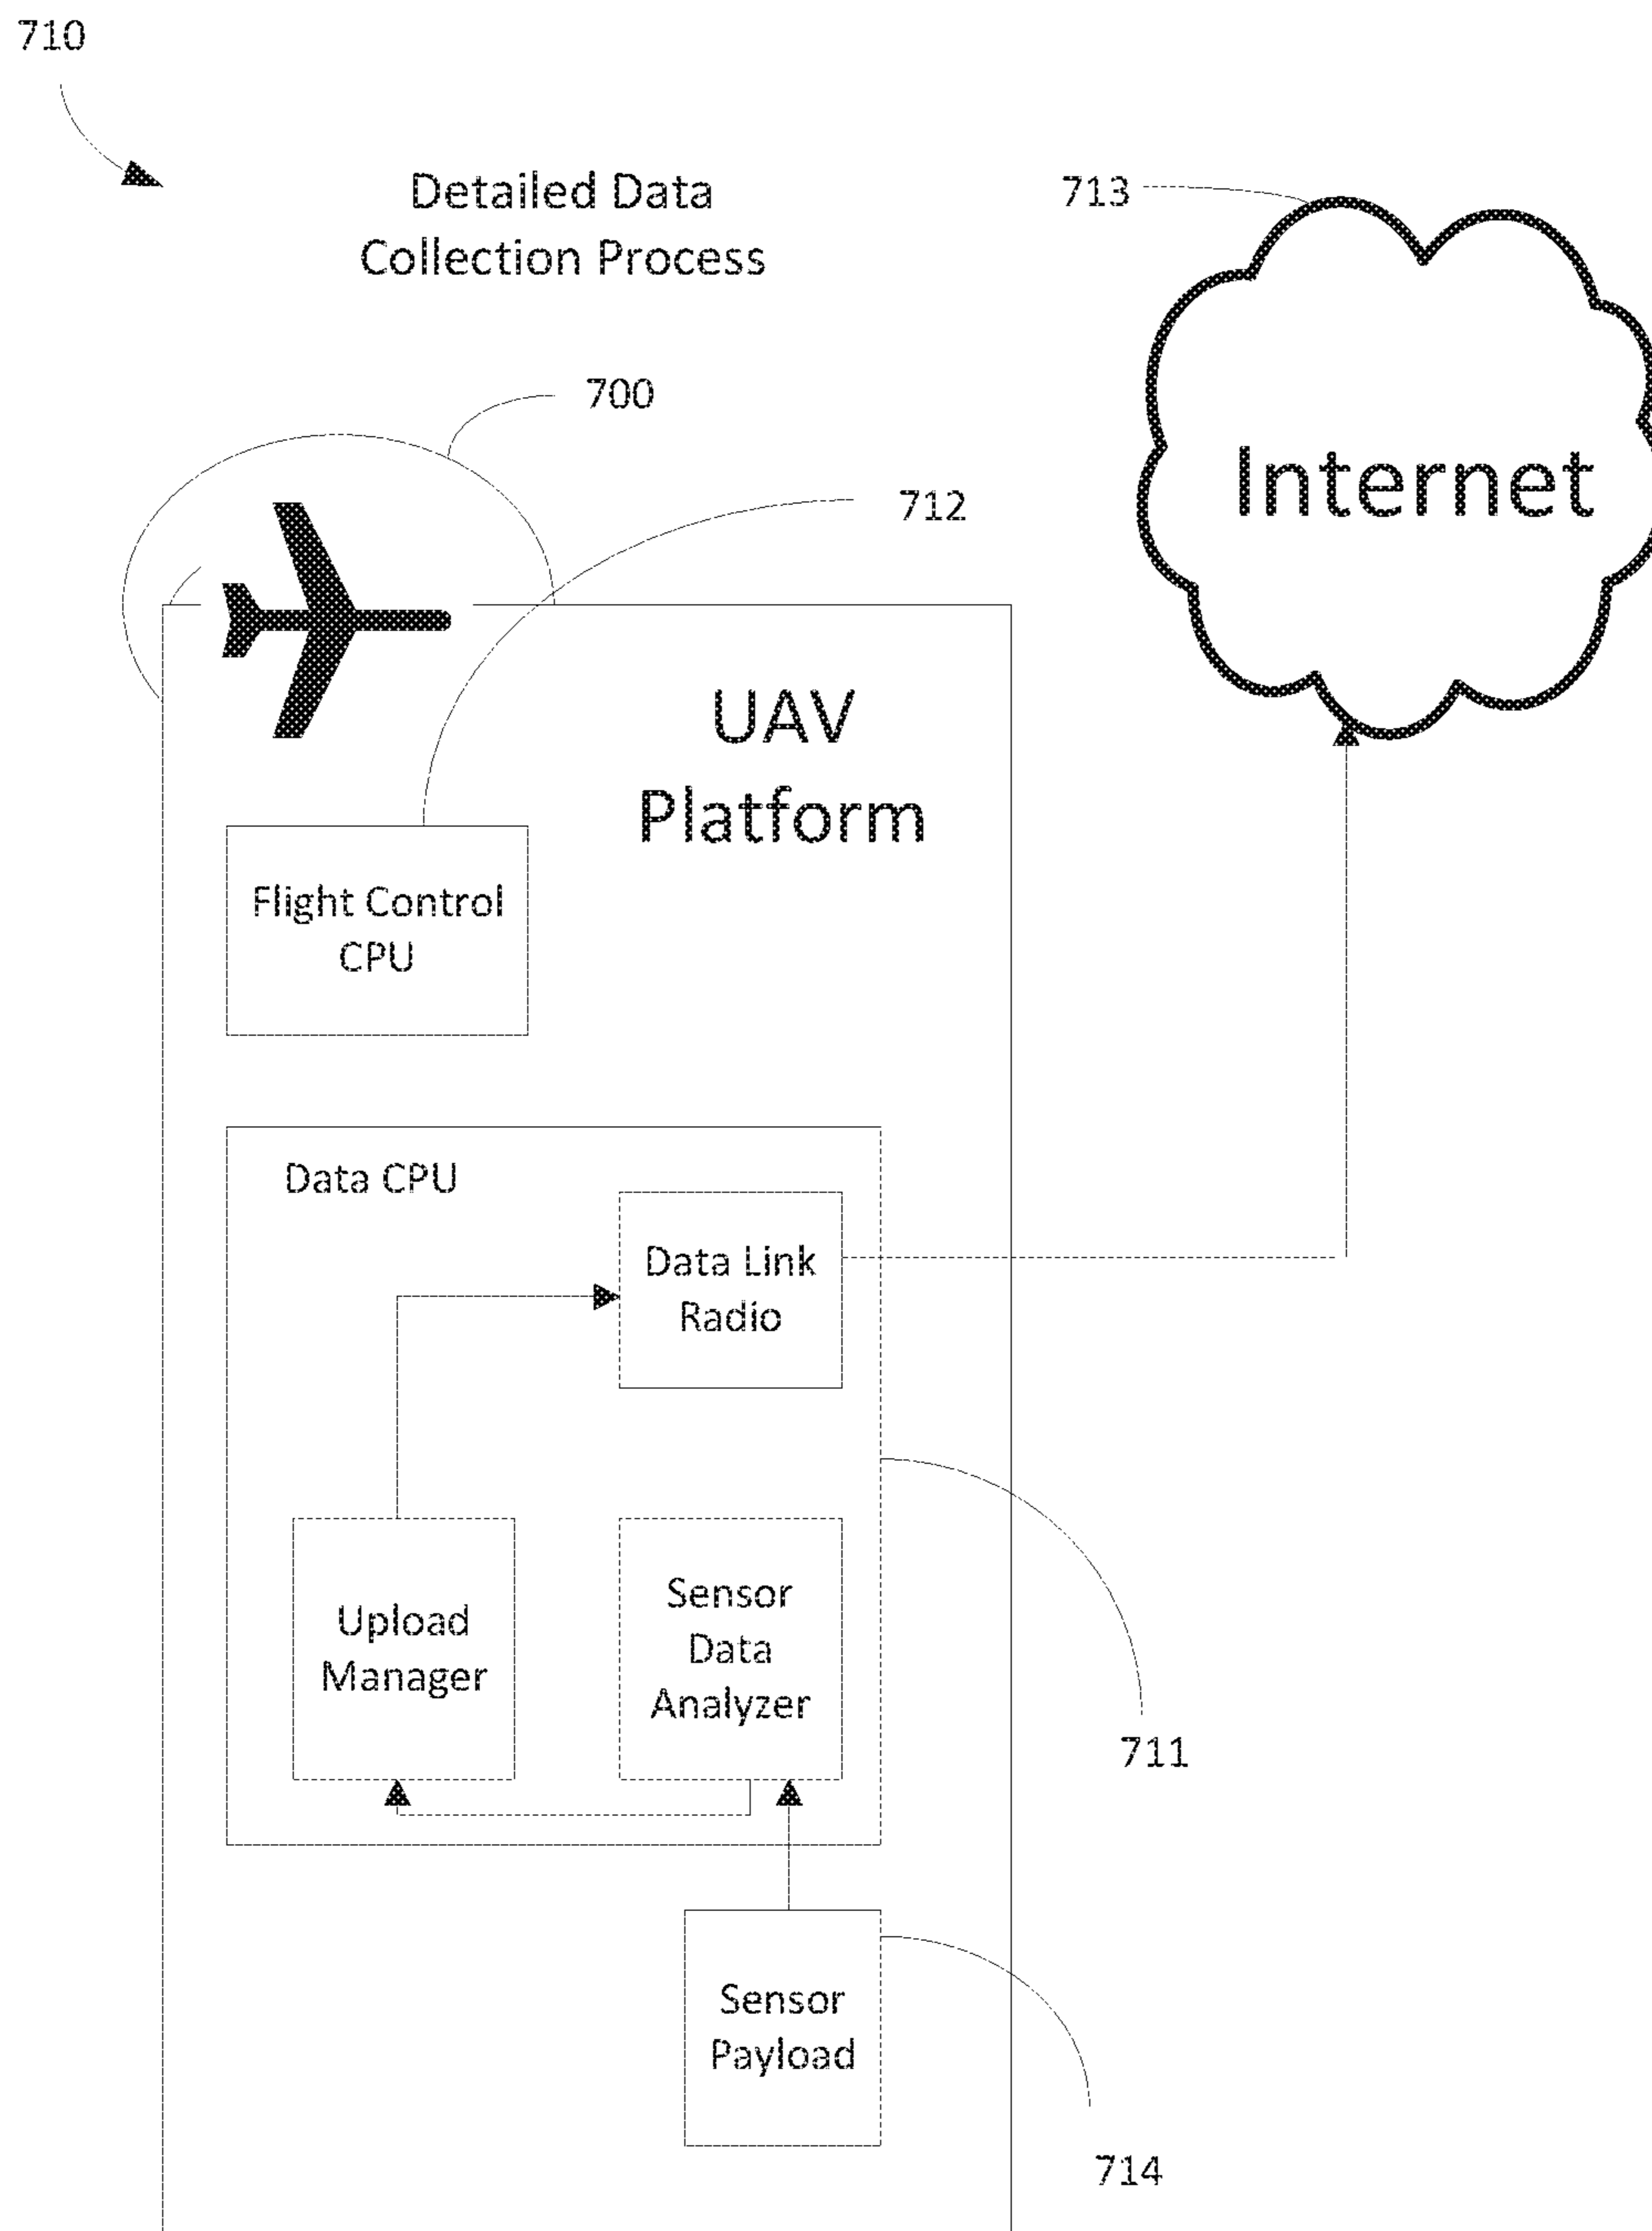 710
Detailed Data
Collection Process
713
700
712
Internet
UAV
Platform
Flight Control
CPU
Data CPU
Data Link
Radio
Upload
Manager
Sensor
Data
Analyzer
711
Sensor
Payload
714